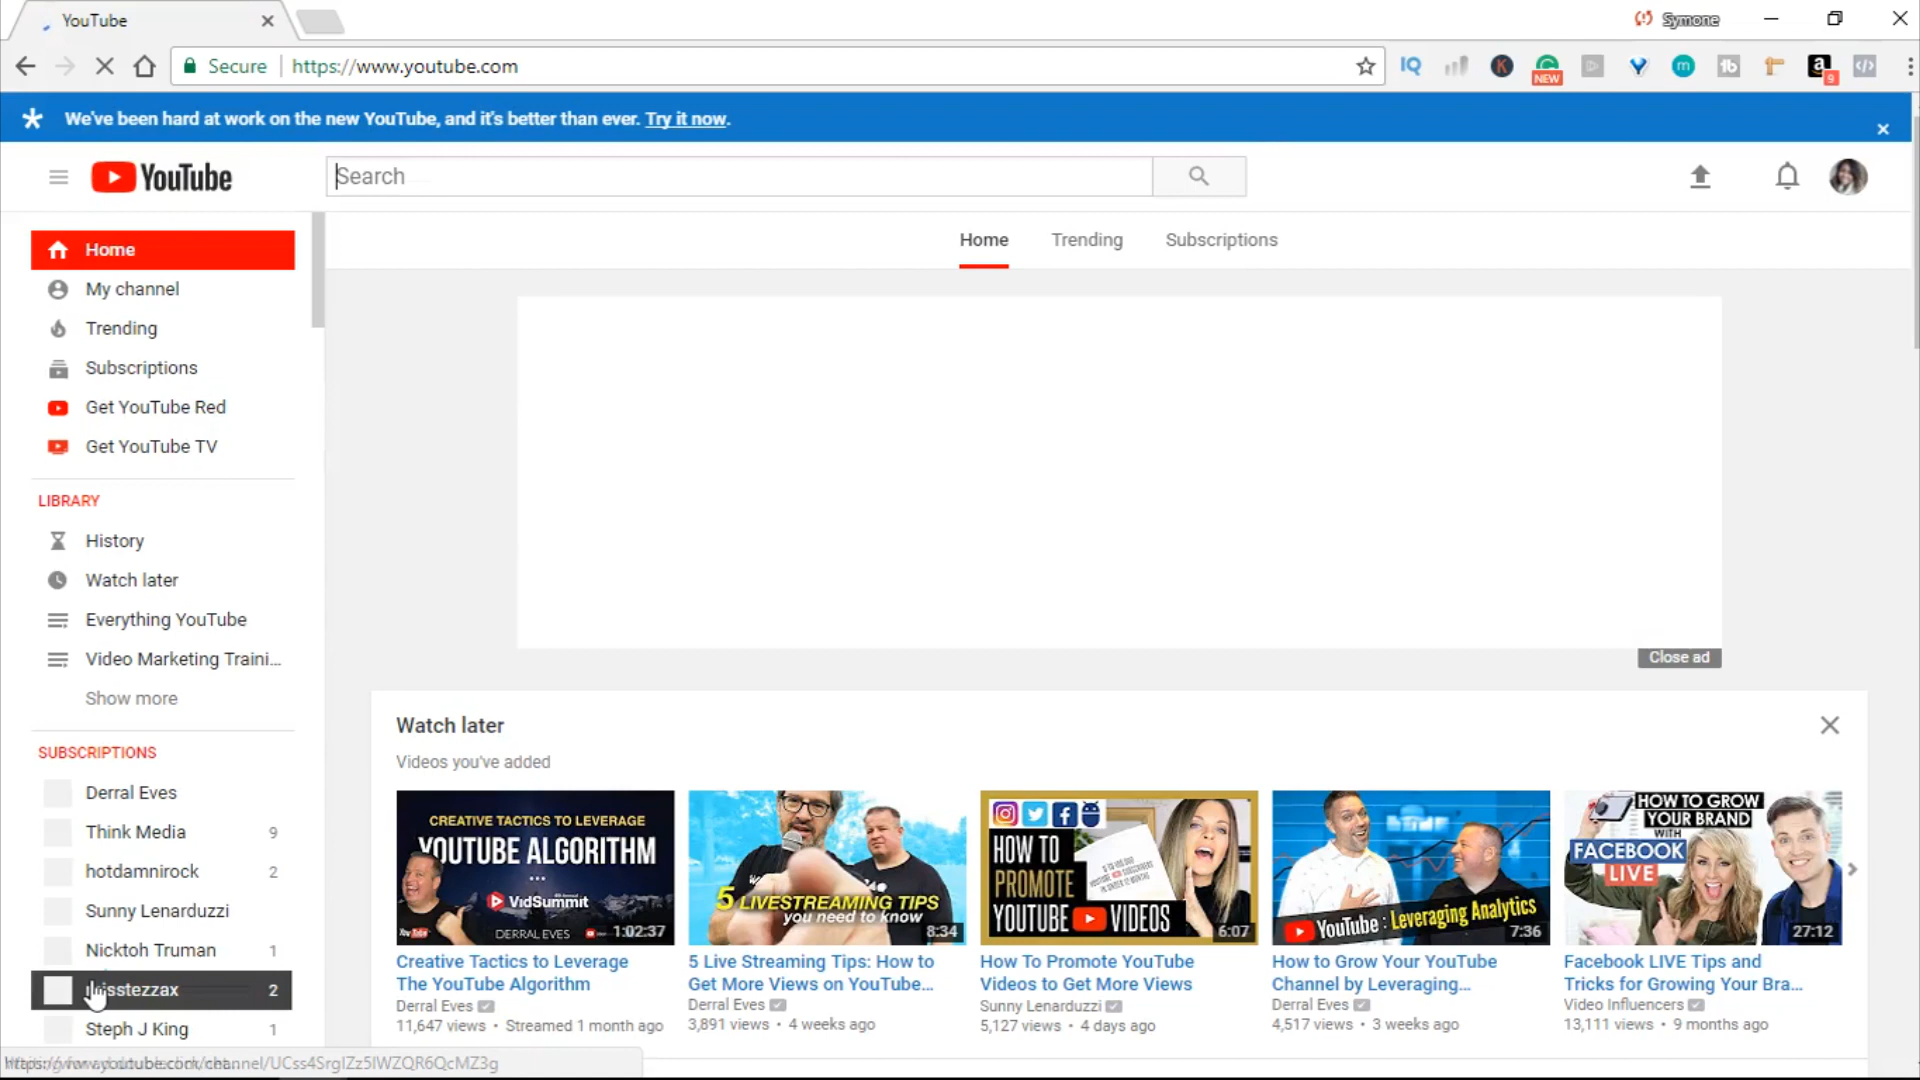 YouTube
Symone
Secure
https://www.youtube.com
IQ
K
NEW
m
tb
a
9
We've been hard at work on the new YouTube, and it's better than ever. Try it now.
YouTube
Search
Home
Trending
Subscriptions
Home
My channel
Trending
Subscriptions
Get YouTube Red
Get YouTube TV
LIBRARY
History
Watch later
Everything YouTube
Video Marketing Traini...
Show more
SUBSCRIPTIONS
Derral Eves
Think Media 9
hotdamnirock 2
Sunny Lenarduzzi
Nicktoh Truman 1
2
Steph J King 1
Close ad
Watch later
Videos you've added
CREATIVE TACTICS TO LEVERAGE
YOUTUBE ALGORITHM
VIDSUMMIT
DERRAL EVES
1:02:37
Creative Tactics to Leverage
The YouTube Algorithm
Derral Eves
11,647 views • Streamed 1 month ago
5 LIVESTREAMING TIPS
you need to know
8:34
5 Live Streaming Tips: How to
Get More Views on YouTube...
Derral Eves
3,891 views • 4 weeks ago
HOW TO
PROMOTE
YOUTUBE VIDEOS
6:07
How To Promote YouTube
Videos to Get More Views
Sunny Lenarduzzi
5,127 views • 4 days ago
YouTube : Leveraging Analytics
7:36
How to Grow Your YouTube
Channel by Leveraging...
Derral Eves
4,517 views • 3 weeks ago
HOW TO GROW
YOUR BRAND
WITH
FACEBOOK
LIVE
27:12
Facebook LIVE Tips and
Tricks for Growing Your Bra...
Video Influencers
13,111 views • 9 months ago